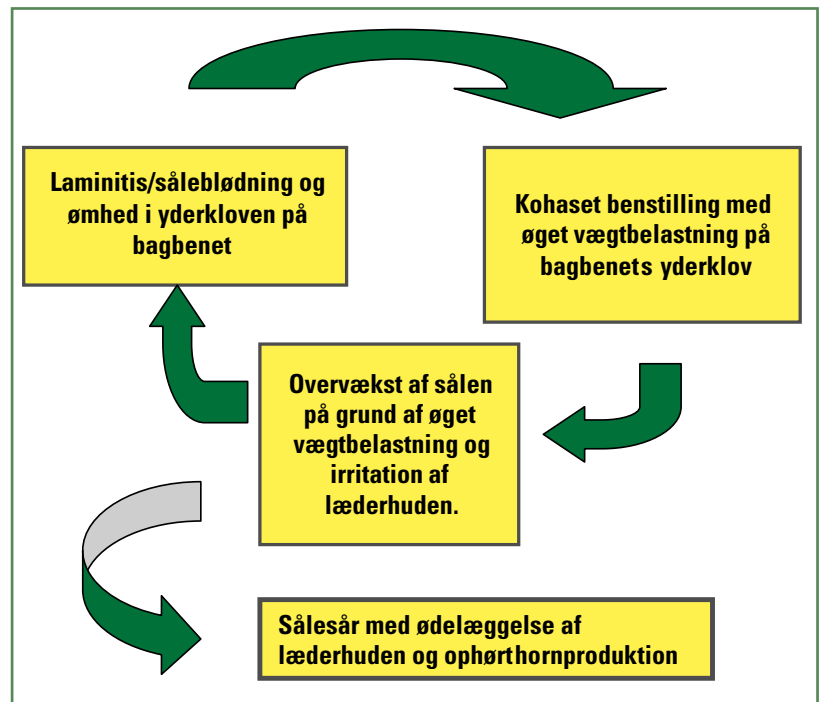 Laminitis/såleblødning og
ømhed i yderkloven på
bagbenet
Kohaset benstilling med
øget vægtbelastning på
bagbenets yderklov
Overvækst af sålen
på grund af øget
vægtbelastning og
irritation af
læderhuden.
Sålesår med ødelæggelse af
læderhuden og ophørthornproduktion